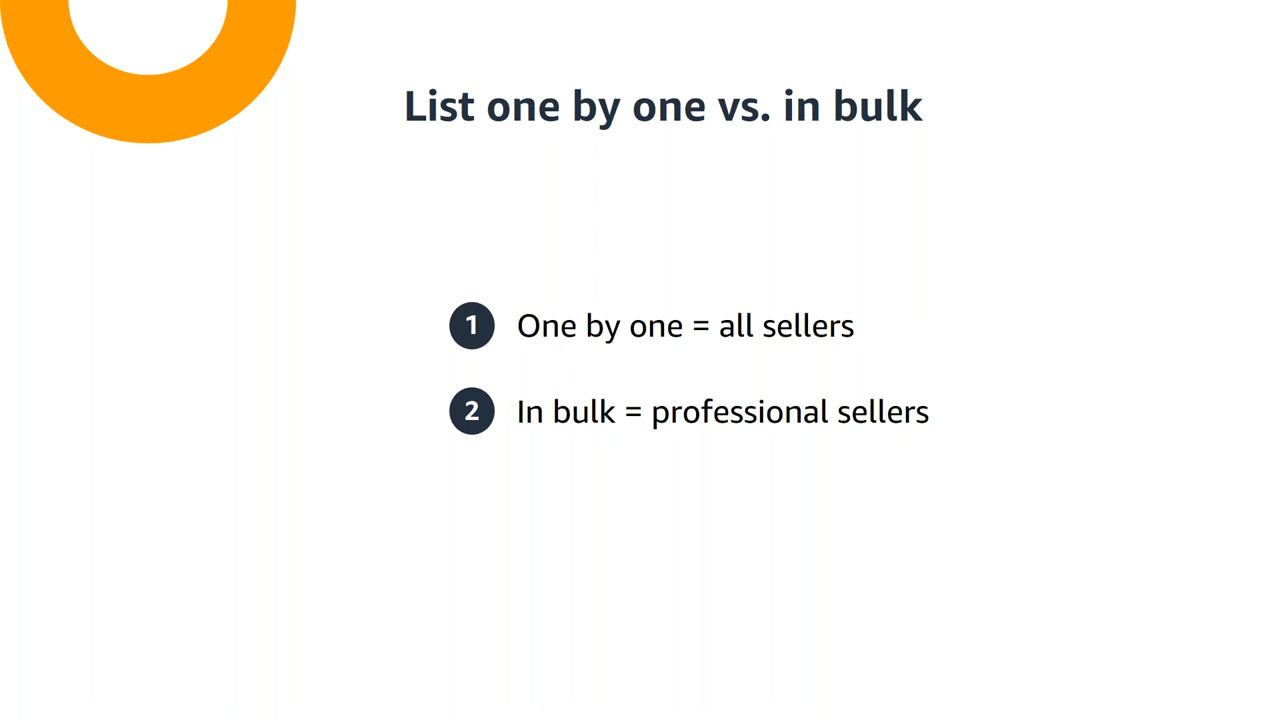 List one by one vs. in bulk
1 One by one = all sellers
2 In bulk = professional sellers